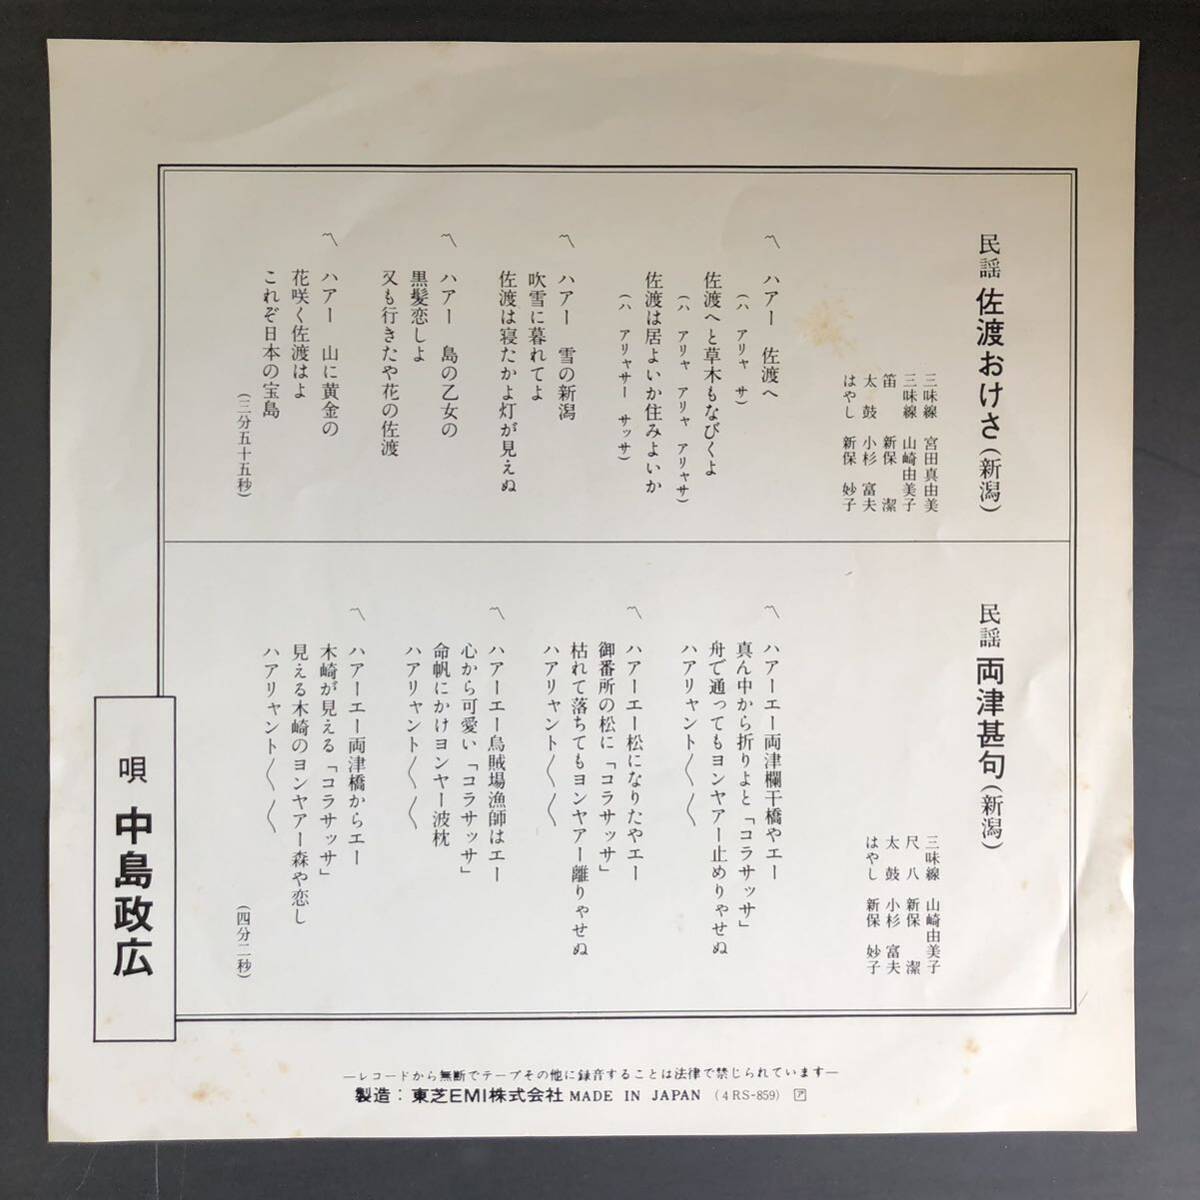 民謡 佐渡おけさ(新潟)
三味線 宮田真由美
三味線 山崎由美子
笛 新保 潔
太鼓 小杉 富夫
はやし 新保 妙子
〽 ハアー 佐渡へ
(ハ アリャ サ)
佐渡へと草木もなびくよ
(ハ アリャ アリャ アリャサ)
佐渡は居よいか住みよいか
(ハ アリャサー サッサ)
〽 ハアー 雪の新潟
吹雪に暮れてよ
佐渡は寝たかよ灯が見えぬ
〽 ハアー 島の乙女の
黒髪恋しよ
又も行きたや花の佐渡
〽 ハアー 山に黄金の
花咲く佐渡はよ
これぞ日本の宝島
(三分五十五秒)
民謡 両津甚句(新潟)
三味線 山崎由美子
尺八 新保 潔
太鼓 小杉 富夫
はやし 新保 妙子
〽 ハアーエー両津欄干橋やエー
真ん中から折りよと「コラサッサ」
舟で通ってもヨンヤアー止めりゃせぬ
ハアリャント〱〱
〽 ハアーエー松になりたやエー
御番所の松に「コラサッサ」
枯れて落ちてもヨンヤアー離りゃせぬ
ハアリャント〱〱
〽 ハアーエー烏賊場漁師はエー
心から可愛い「コラサッサ」
命帆にかけヨンヤー波枕
ハアリャント〱〱
〽 ハアーエー両津橋からエー
木崎が見える「コラサッサ」
見える木崎のヨンヤアー森や恋し
ハアリャント〱〱
(四分二秒)
唄 中島政広
―レコードから無断でテープその他に録音することは法律で禁じられています―
製造:東芝EMI株式会社 MADE IN JAPAN (4RS-859) ア